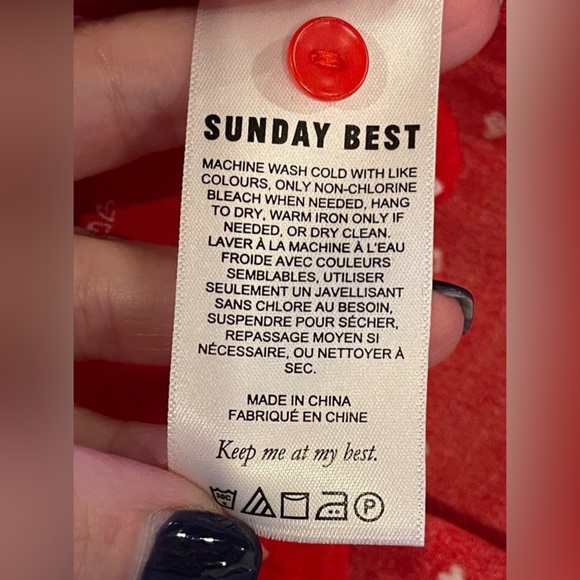 SUNDAY BEST
MACHINE WASH COLD WITH LIKE
COLOURS, ONLY NON-CHLORINE
BLEACH WHEN NEEDED, HANG
TO DRY, WARM IRON ONLY IF
NEEDED, OR DRY CLEAN.
LAVER À LA MACHINE À L'EAU
FROIDE AVEC COULEURS
SEMBLABLES, UTILISER
SEULEMENT UN JAVELLISANT
SANS CHLORE AU BESOIN,
SUSPENDRE POUR SÉCHER,
REPASSAGE MOYEN SI
NÉCESSAIRE, OU NETTOYER À
SEC.
MADE IN CHINA
FABRIQUÉ EN CHINE
Keep me at my best.
30C P